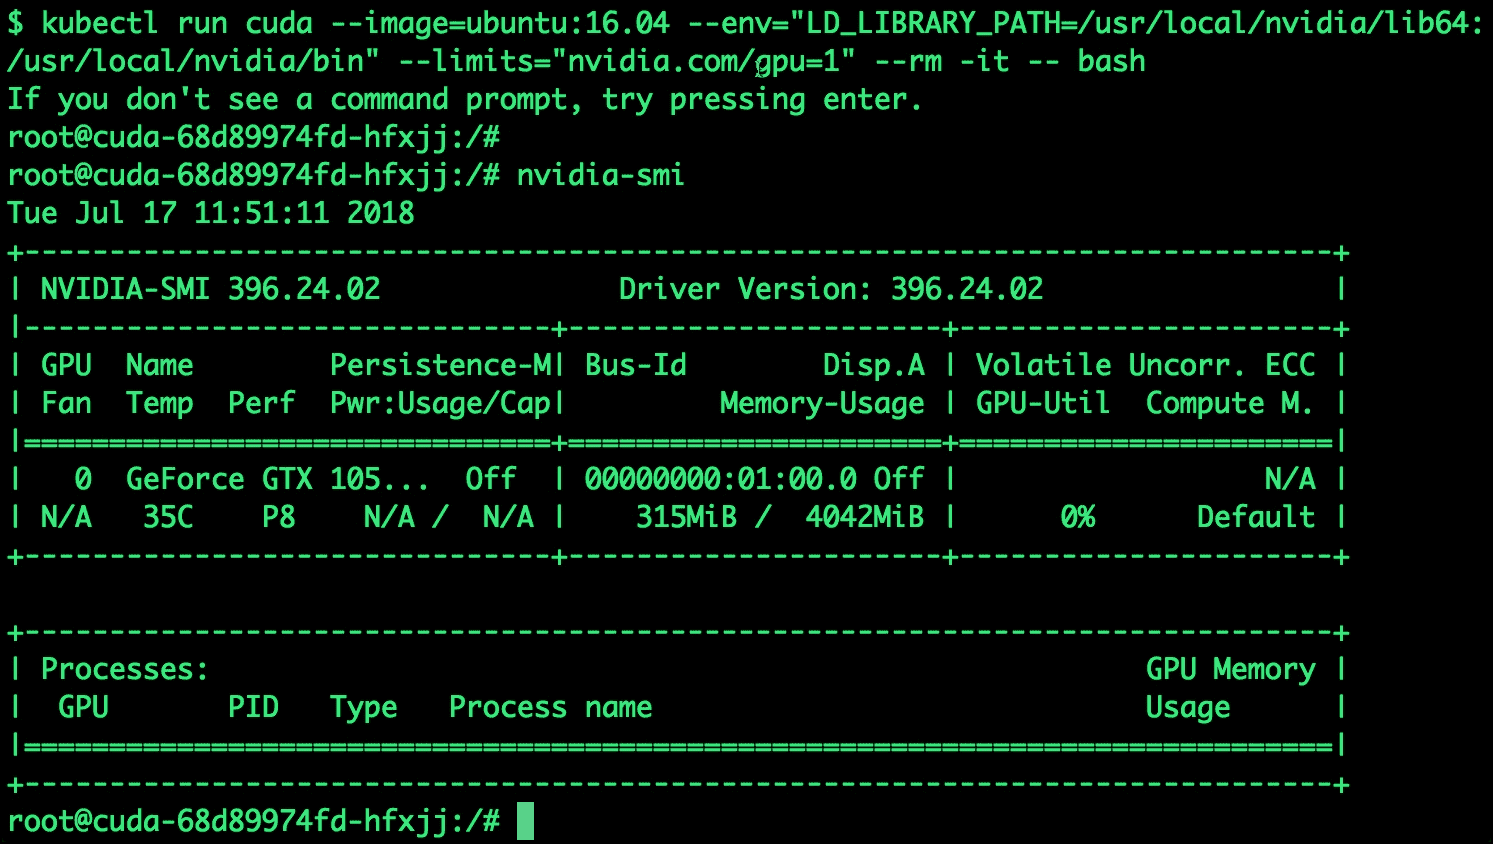 $ kubectl run cuda --image=ubuntu:16.04 --env="LD_LIBRARY_PATH=/usr/local/nvidia/lib64:
/usr/local/nvidia/bin" --limits="nvidia.com/gpu=1" --rm -it -- bash
If you don't see a command prompt, try pressing enter.
root@cuda-68d89974fd-hfxjj:/#
root@cuda-68d89974fd-hfxjj:/# nvidia-smi
Tue Jul 17 11:51:11 2018
+-----------------------------------------------------------------------------+
| NVIDIA-SMI 396.24.02              Driver Version: 396.24.02                 |
|-------------------------------+----------------------+----------------------+
| GPU  Name        Persistence-M| Bus-Id        Disp.A | Volatile Uncorr. ECC |
| Fan  Temp  Perf  Pwr:Usage/Cap|         Memory-Usage | GPU-Util  Compute M. |
|===============================+======================+======================|
|   0  GeForce GTX 105...  Off  | 00000000:01:00.0 Off |                  N/A |
| N/A   35C    P8    N/A /  N/A |    315MiB /  4042MiB |      0%      Default |
+-------------------------------+----------------------+----------------------+

+-----------------------------------------------------------------------------+
| Processes:                                                       GPU Memory |
|  GPU       PID   Type   Process name                             Usage      |
|=============================================================================|
+-----------------------------------------------------------------------------+
root@cuda-68d89974fd-hfxjj:/#